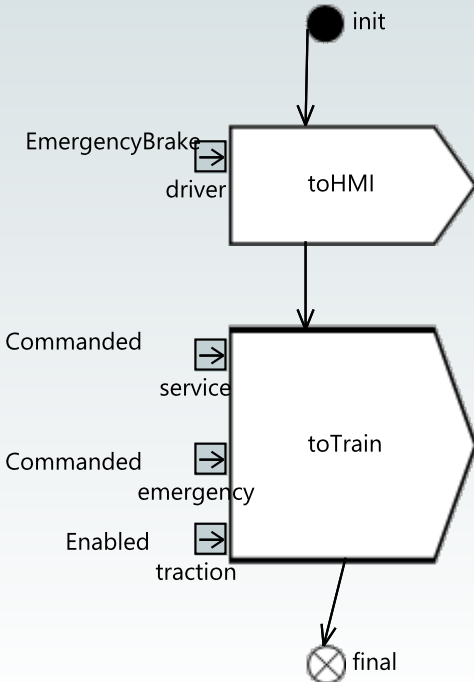 init
EmergencyBrake
driver
toHMI
Commanded
service
toTrain
Commanded
emergency
Enabled
traction
final